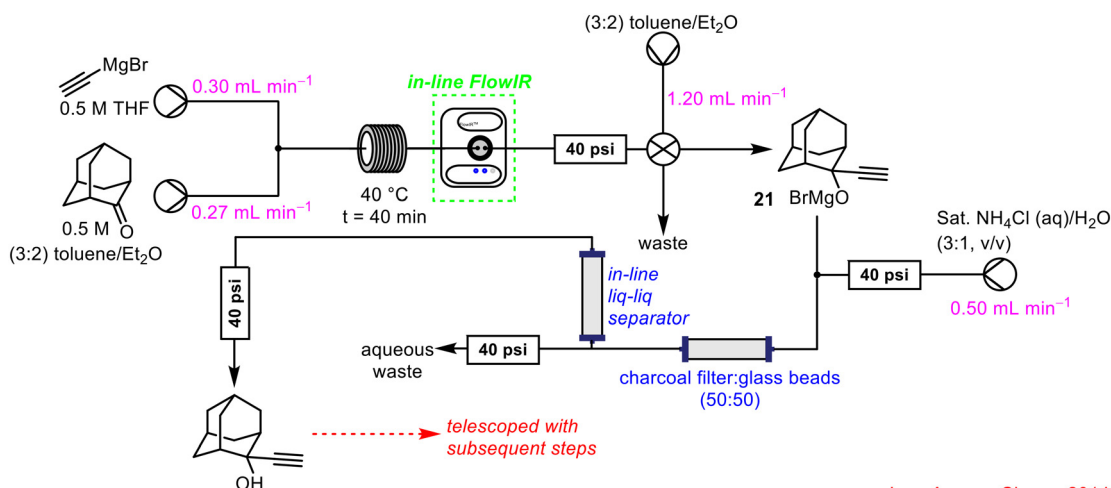 (3:2) toluene/Et₂O
MgBr
0.5 M THF
0.30 mL min⁻¹
in-line FlowIR
1.20 mL min⁻¹
40 psi
0.5 M
O
(3:2) toluene/Et₂O
0.27 mL min⁻¹
40 °C
t = 40 min
waste
21
BrMgO
Sat. NH₄Cl (aq)/H₂O
(3:1, v/v)
40 psi
0.50 mL min⁻¹
40 psi
in-line
liq-liq
separator
aqueous
waste
40 psi
charcoal filter:glass beads
(50:50)
OH
telescoped with
subsequent steps